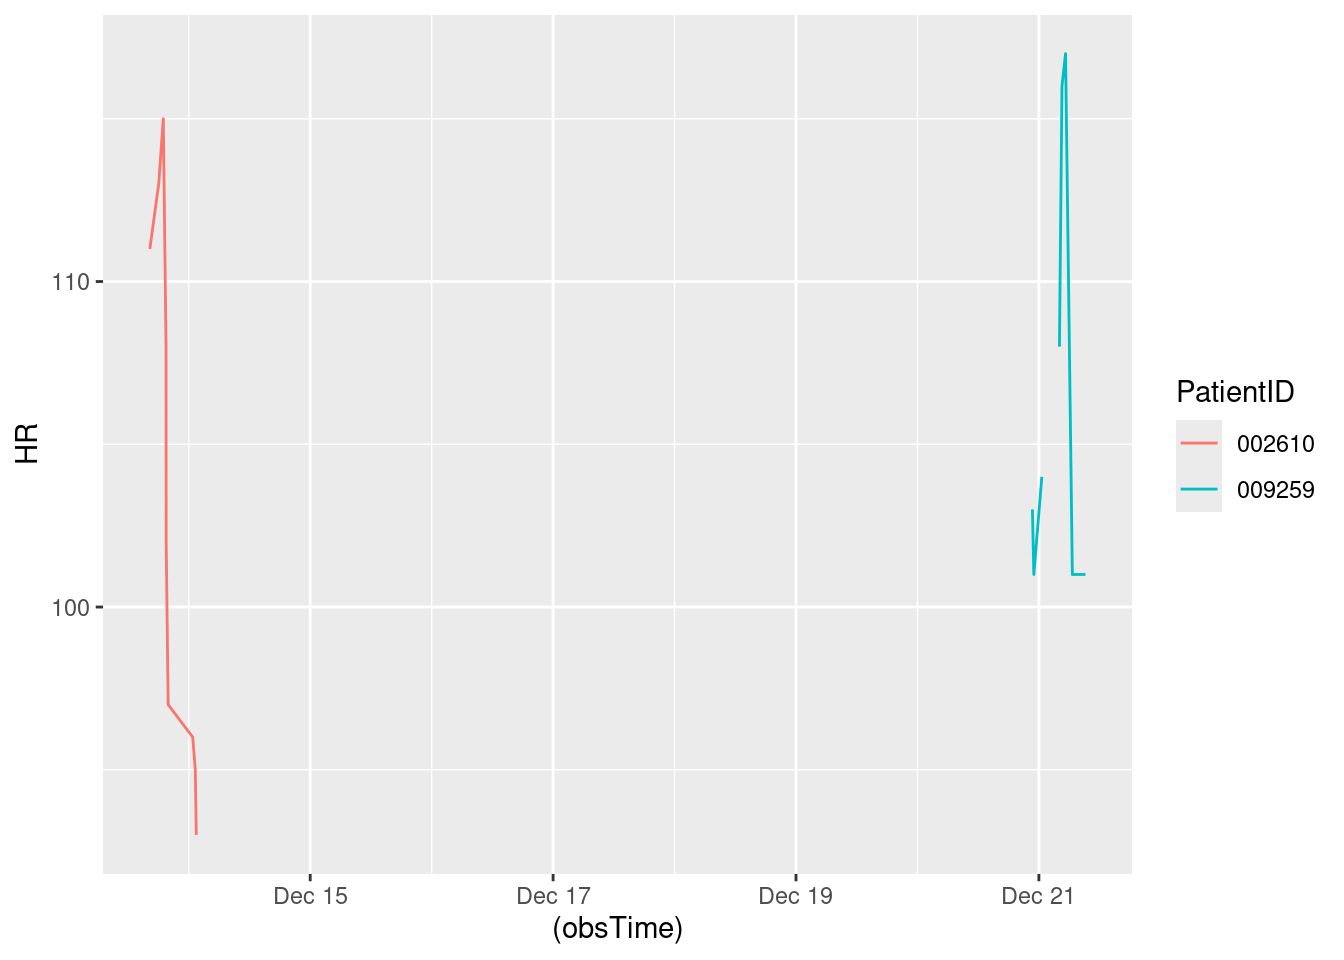 110
100
HR
Dec 15
Dec 17
Dec 19
Dec 21
(obsTime)
PatientID
002610
009259